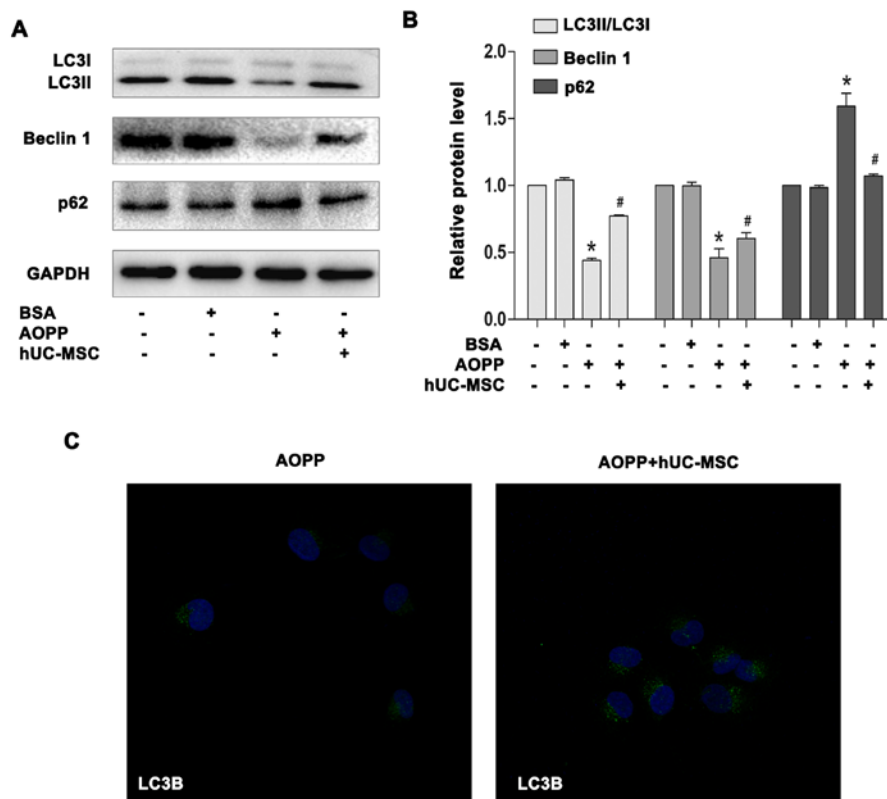 A
LC3I
LC3II
Beclin 1
p62
GAPDH
BSA - + - -
AOPP - - + +
hUC-MSC - - - +
B
LC3II/LC3I
Beclin 1
p62
Relative protein level
2.0
1.5
1.0
0.5
0.0
* # * # * #
BSA - + - - - + - - - + - -
AOPP - - + + - - + + - - + +
hUC-MSC - - - + - - - + - - - +
C
AOPP
AOPP+hUC-MSC
LC3B
LC3B